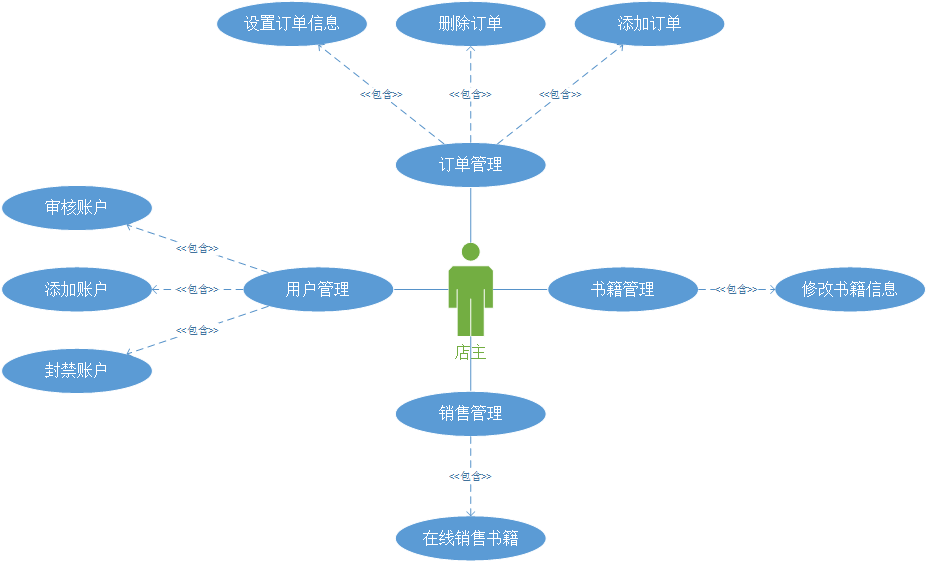 设置订单信息
删除订单
添加订单
<<包含>>
<<包含>>
<<包含>>
订单管理
审核账户
<<包含>>
添加账户
<<包含>>
用户管理
书籍管理
<<包含>>
修改书籍信息
<<包含>>
封禁账户
店主
销售管理
<<包含>>
在线销售书籍